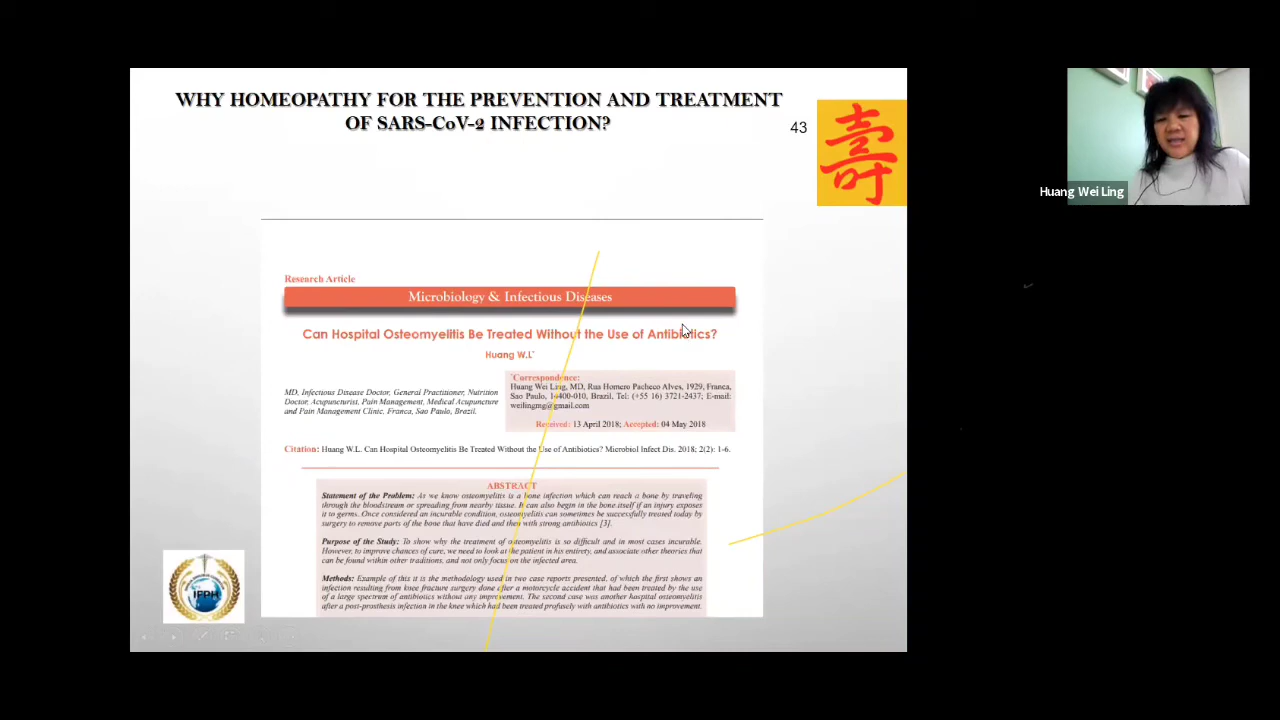 WHY HOMEOPATHY FOR THE PREVENTION AND TREATMENT
OF SARS-CoV-2 INFECTION?
43
壽
Huang Wei Ling
Research Article
Microbiology & Infectious Diseases
Can Hospital Osteomyelitis Be Treated Without the Use of Antibiotics?
Huang W.L*
MD, Infectious Disease Doctor, General Practitioner, Nutrition
Doctor, Acupuncturist, Pain Management, Medical Acupuncture
and Pain Management Clinic, Franca, Sao Paulo, Brazil.
*Correspondence:
Huang Wei Ling, MD, Rua Homero Pacheco Alves, 1929, Franca,
Sao Paulo, 14400-010, Brazil, Tel: (+55 16) 3721-2437; E-mail:
weilingmg@gmail.com
Received: 13 April 2018; Accepted: 04 May 2018
Citation: Huang W.L. Can Hospital Osteomyelitis Be Treated Without the Use of Antibiotics? Microbiol Infect Dis. 2018; 2(2): 1-6.
ABSTRACT
Statement of the Problem: As we know osteomyelitis is a bone infection which can reach a bone by traveling
through the bloodstream or spreading from nearby tissue. It can also begin in the bone itself if an injury exposes
it to germs. Once considered an incurable condition, osteomyelitis can sometimes be successfully treated today by
surgery to remove parts of the bone that have died and then with strong antibiotics [3].
Purpose of the Study: To show why the treatment of osteomyelitis is so difficult and in most cases incurable.
However, to improve chances of cure, we need to look at the patient in his entirety, and associate other theories that
can be found within other traditions, and not only focus on the infected area.
Methods: Example of this it is the methodology used in two case reports presented, of which the first shows an
infection resulting from knee fracture surgery done after a motorcycle accident that had been treated by the use
of a large spectrum of antibiotics without any improvement. The second case was another hospital osteomyelitis
after a post-prosthesis infection in the knee which had been treated profusely with antibiotics with no improvement.
IFPH